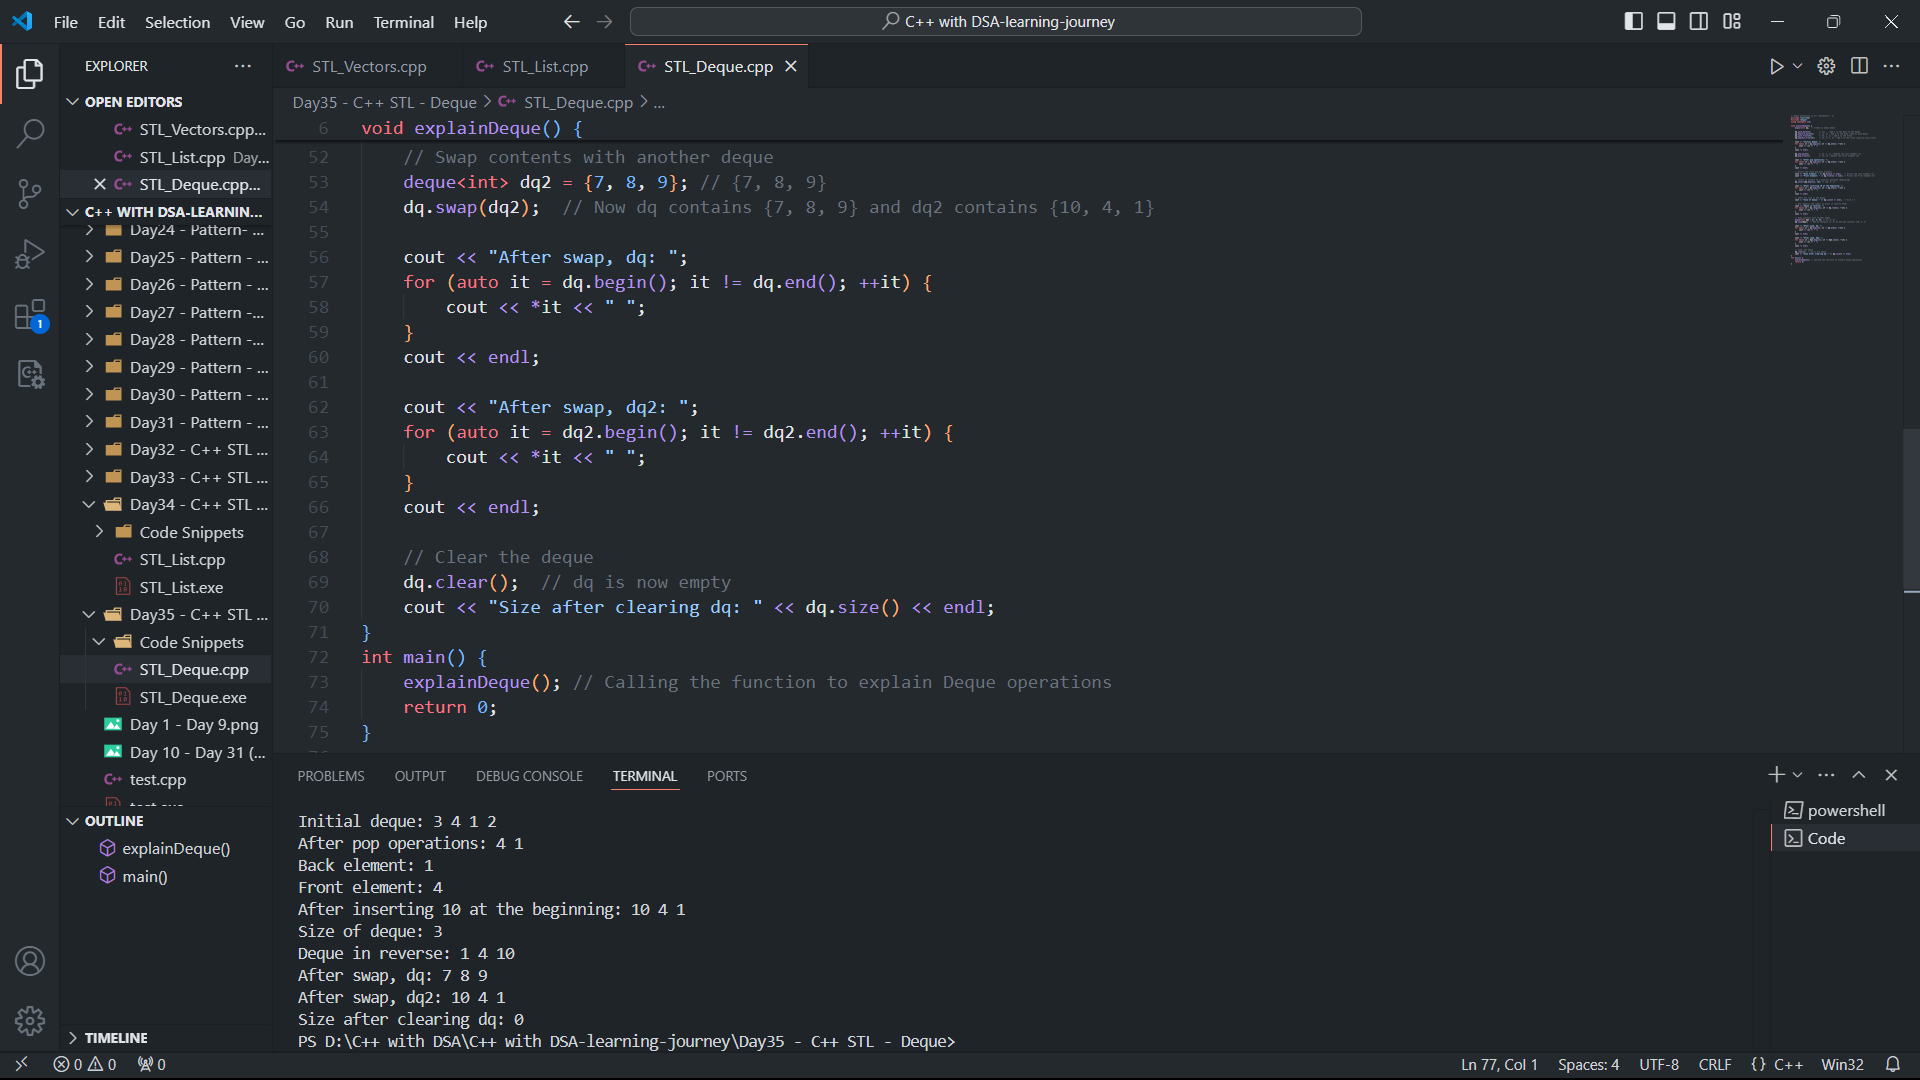 File Edit Selection View Go Run Terminal Help
C++ with DSA-learning-journey
EXPLORER
OPEN EDITORS
STL_Vectors.cpp...
STL_List.cpp Day...
STL_Deque.cpp...
C++ WITH DSA-LEARNIN...
Day24 - Pattern- ...
Day25 - Pattern - ...
Day26 - Pattern - ...
Day27 - Pattern -...
Day28 - Pattern -...
Day29 - Pattern - ...
Day30 - Pattern - ...
Day31 - Pattern - ...
Day32 - C++ STL ...
Day33 - C++ STL ...
Day34 - C++ STL ...
Code Snippets
STL_List.cpp
STL_List.exe
Day35 - C++ STL ...
Code Snippets
STL_Deque.cpp
STL_Deque.exe
Day 1 - Day 9.png
Day 10 - Day 31 (...
test.cpp
OUTLINE
explainDeque()
main()
TIMELINE
1
STL_Vectors.cpp STL_List.cpp STL_Deque.cpp
Day35 - C++ STL - Deque > STL_Deque.cpp > ...
6 void explainDeque() {
52 // Swap contents with another deque
53 deque<int> dq2 = {7, 8, 9}; // {7, 8, 9}
54 dq.swap(dq2);  // Now dq contains {7, 8, 9} and dq2 contains {10, 4, 1}
55
56 cout << "After swap, dq: ";
57 for (auto it = dq.begin(); it != dq.end(); ++it) {
58 cout << *it << " ";
59 }
60 cout << endl;
61
62 cout << "After swap, dq2: ";
63 for (auto it = dq2.begin(); it != dq2.end(); ++it) {
64 cout << *it << " ";
65 }
66 cout << endl;
67
68 // Clear the deque
69 dq.clear();  // dq is now empty
70 cout << "Size after clearing dq: " << dq.size() << endl;
71 }
72 int main() {
73 explainDeque(); // Calling the function to explain Deque operations
74 return 0;
75 }
PROBLEMS OUTPUT DEBUG CONSOLE TERMINAL PORTS
Initial deque: 3 4 1 2
After pop operations: 4 1
Back element: 1
Front element: 4
After inserting 10 at the beginning: 10 4 1
Size of deque: 3
Deque in reverse: 1 4 10
After swap, dq: 7 8 9
After swap, dq2: 10 4 1
Size after clearing dq: 0
PS D:\C++ with DSA\C++ with DSA-learning-journey\Day35 - C++ STL - Deque>
powershell
Code
0 0 0
Ln 77, Col 1 Spaces: 4 UTF-8 CRLF {} C++ Win32